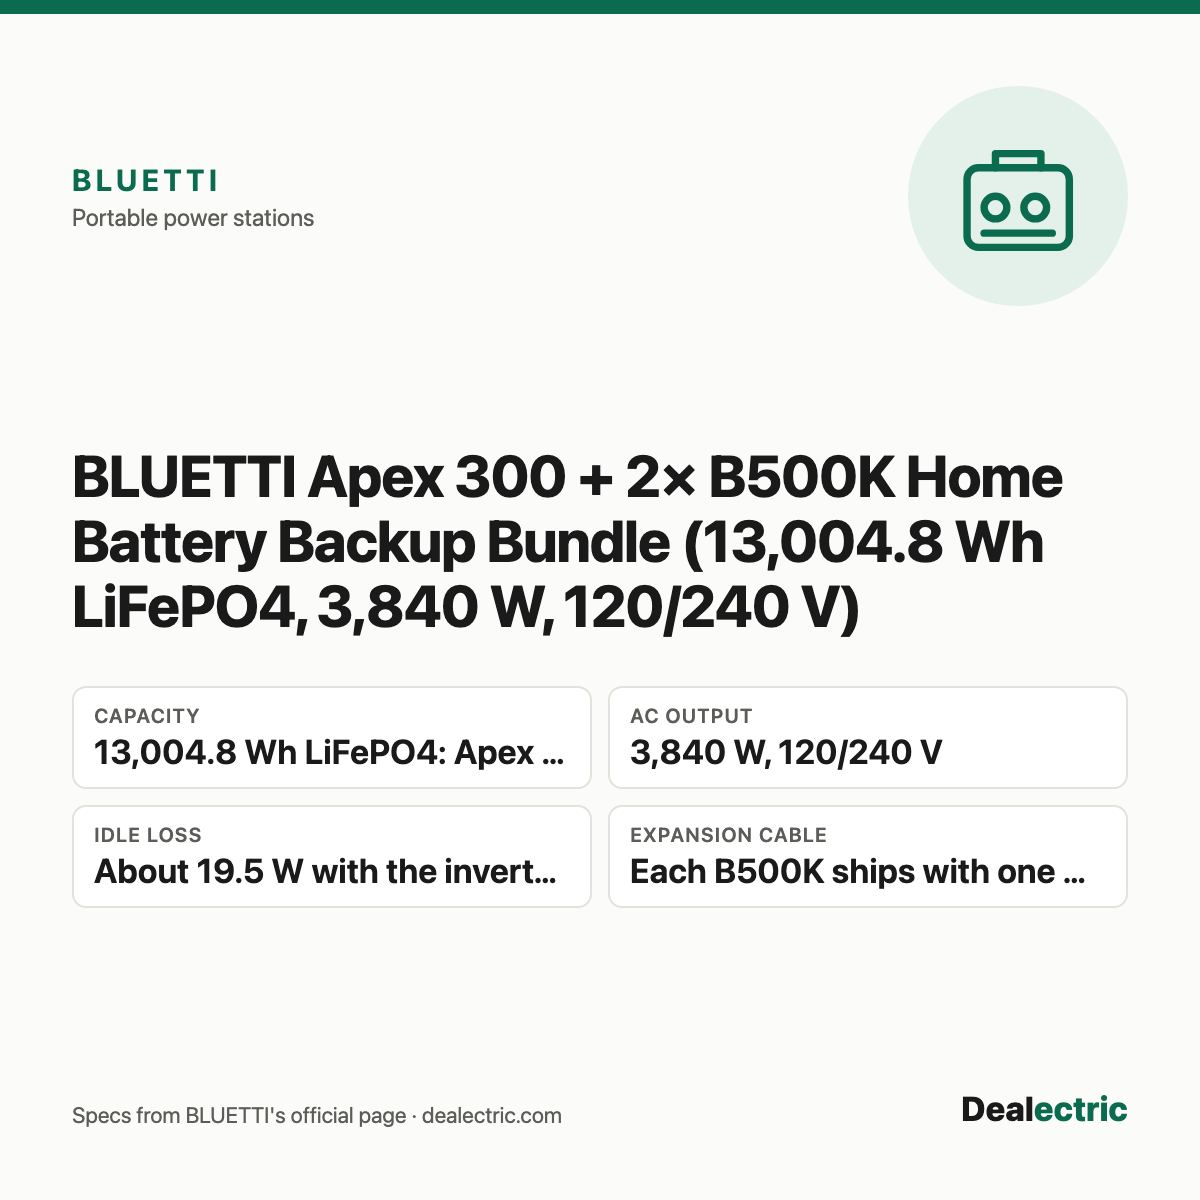 BLUETTI
Portable power stations
BLUETTI Apex 300 + 2× B500K Home
Battery Backup Bundle (13,004.8 Wh
LiFePO4, 3,840 W, 120/240 V)
CAPACITY
13,004.8 Wh LiFePO4: Apex ...
AC OUTPUT
3,840 W, 120/240 V
IDLE LOSS
About 19.5 W with the invert...
EXPANSION CABLE
Each B500K ships with one ...
Specs from BLUETTI's official page · dealectric.com
Dealectric